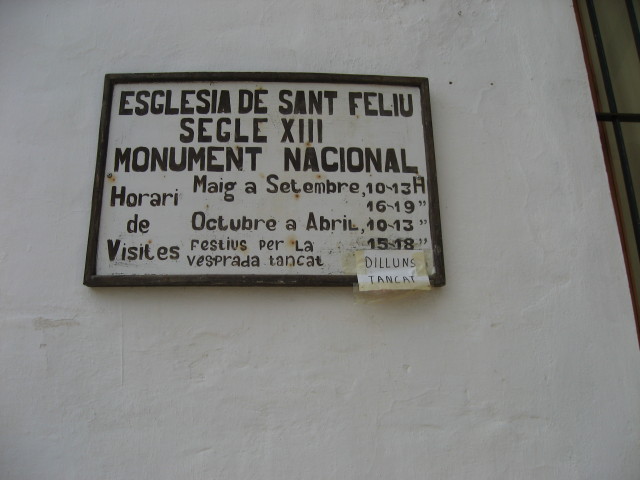 ESGLESIA DE SANT FELIU
SEGLE XIII
MONUMENT NACIONAL
Horari de Visites
Maig a Setembre, 10-13H
16-19"
Octubre a Abril, 10-13"
15-18"
Festius per la
vesprada tancat
DILLUNS
TANCAT